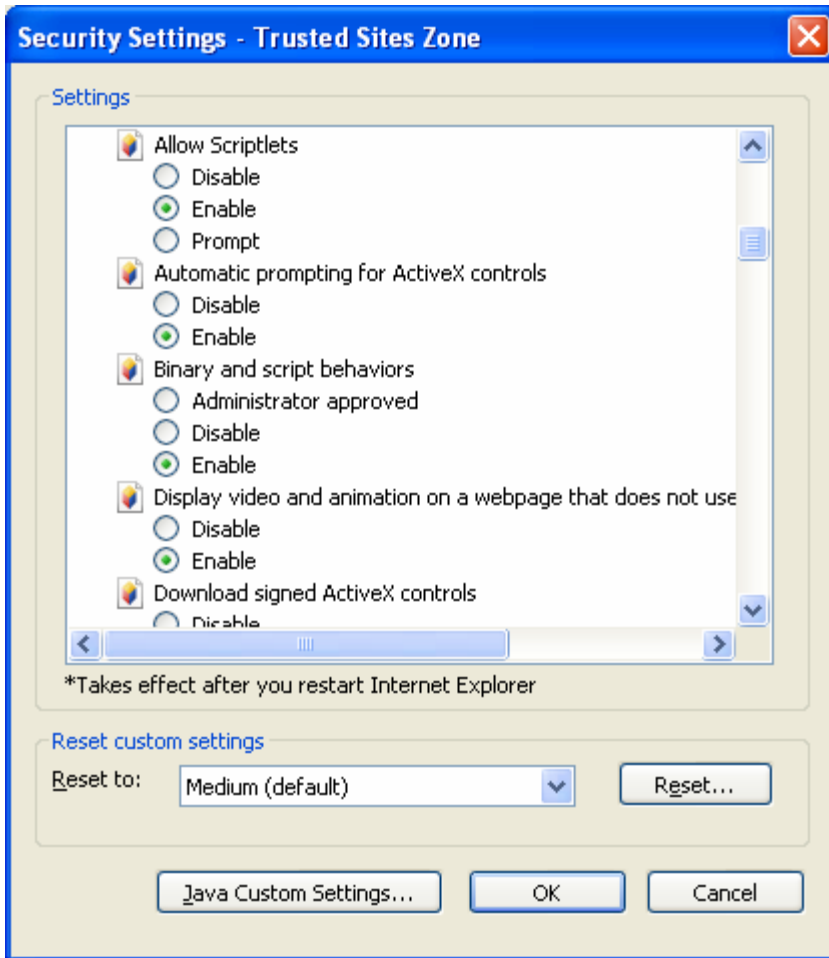 Security Settings - Trusted Sites Zone
Settings
Allow Scriptlets
Disable
Enable
Prompt
Automatic prompting for ActiveX controls
Disable
Enable
Binary and script behaviors
Administrator approved
Disable
Enable
Display video and animation on a webpage that does not use
Disable
Enable
Download signed ActiveX controls
Disable
*Takes effect after you restart Internet Explorer
Reset custom settings
Reset to: Medium (default) Reset...
Java Custom Settings... OK Cancel